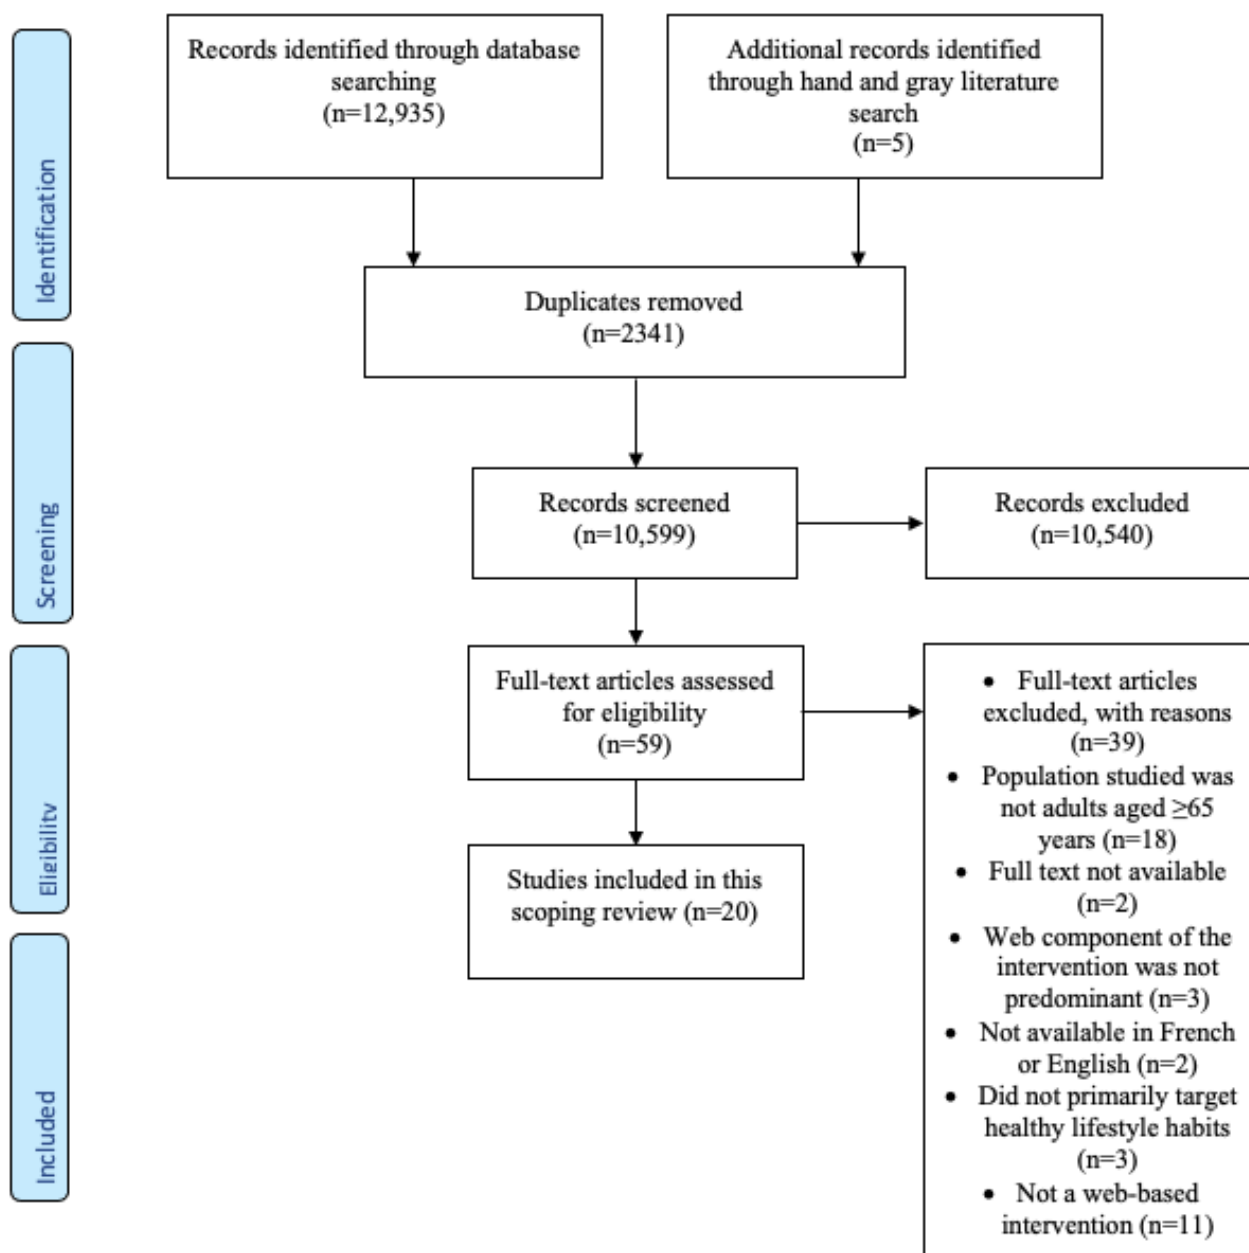 Identification
Records identified through database
searching
(n=12,935)
Additional records identified
through hand and gray literature
search
(n=5)
Duplicates removed
(n=2341)
Screening
Records screened
(n=10,599)
Records excluded
(n=10,540)
Eligibility
Full-text articles assessed
for eligibility
(n=59)
• Full-text articles
excluded, with reasons
(n=39)
• Population studied was
not adults aged ≥65
years (n=18)
• Full text not available
(n=2)
• Web component of the
intervention was not
predominant (n=3)
• Not available in French
or English (n=2)
• Did not primarily target
healthy lifestyle habits
(n=3)
• Not a web-based
intervention (n=11)
Studies included in this
scoping review (n=20)
Included